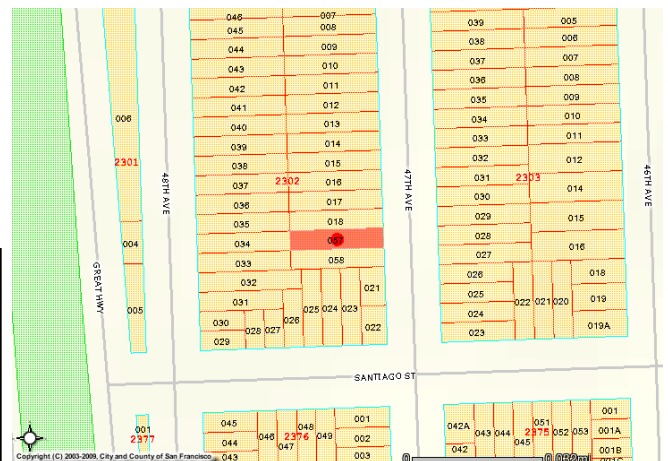 046 007 039 005
045 008 038 006
044 009 037 007
043 010 036 008
042 011 035 009
041 012 034 010
006 040 013 033 011
039 014 032 012
2301 038 015 031 2303
2302 037 016 030 014
48TH AVE 036 017 47TH AVE 029 015 46TH AVE
035 018 028 016
004 034 027
033 058 026 018
GREAT HWY 032 021 025 022 021 020 019
005 031 025 024 023 024
030 028 027 026 022 023 019A
029
SANTIAGO ST
001 045 046 048 001 042A 043 044 051 052 053 001
2377 044 2376 049 002 045 2375 001A
043 047 003 042 001B
Copyright (C) 2003-2009, City and County of San Francisco
0